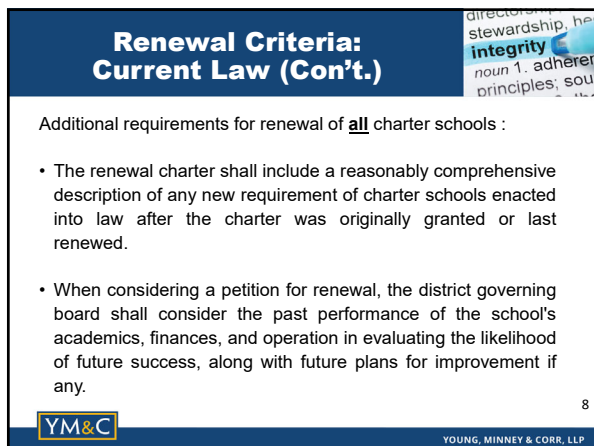 Renewal Criteria:
Current Law (Con't.)
stewardship,
integrity
noun 1.
principles;
Additional requirements for renewal of all charter schools :
• The renewal charter shall include a reasonably comprehensive
description of any new requirement of charter schools enacted
into law after the charter was originally granted or last
renewed.
• When considering a petition for renewal, the district governing
board shall consider the past performance of the school's
academics, finances, and operation in evaluating the likelihood
of future success, along with future plans for improvement if
any.
8
YM&C
YOUNG, MINNEY & CORR, LLP